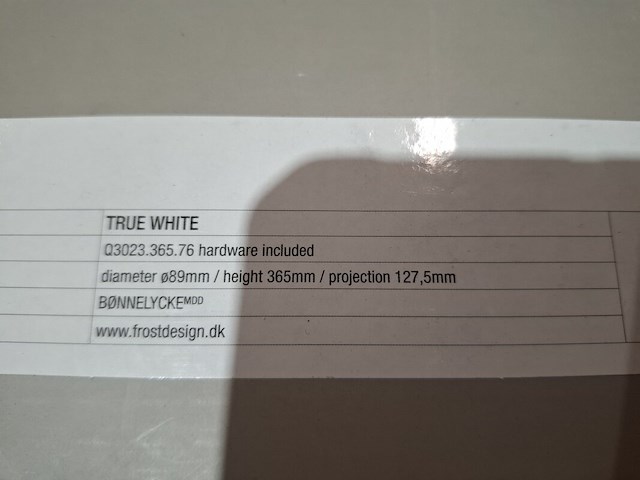 TRUE WHITE
Q3023.365.76 hardware included
diameter ø89mm / height 365mm / projection 127,5mm
BØNNELYCKEMDD
www.frostdesign.dk